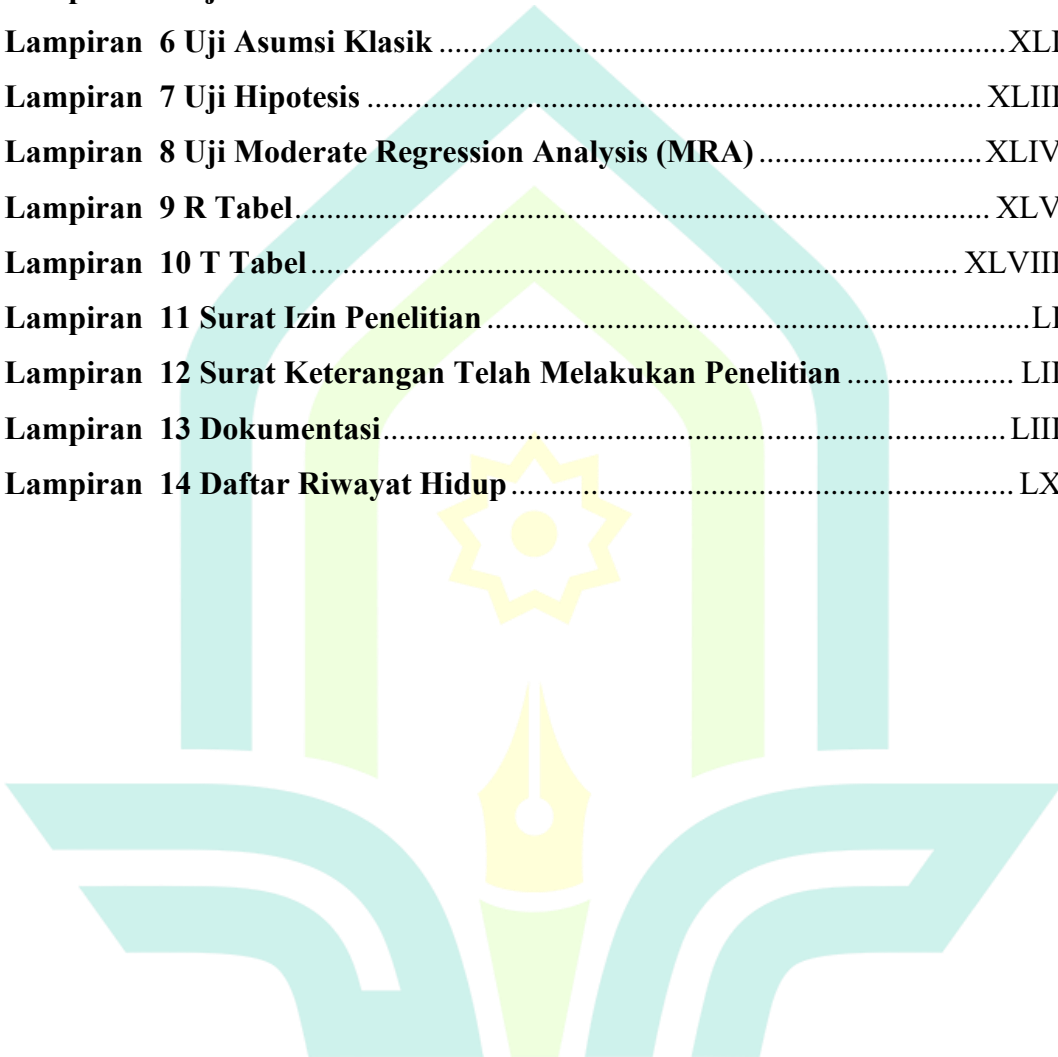 Lampiran 6 Uji Asumsi Klasik ........................................................................ XLI
Lampiran 7 Uji Hipotesis ............................................................................... XLIII
Lampiran 8 Uji Moderate Regression Analysis (MRA) ............................. XLIV
Lampiran 9 R Tabel ......................................................................................... XLV
Lampiran 10 T Tabel ................................................................................... XLVIII
Lampiran 11 Surat Izin Penelitian ..................................................................... LI
Lampiran 12 Surat Keterangan Telah Melakukan Penelitian ..................... LII
Lampiran 13 Dokumentasi ................................................................................ LIII
Lampiran 14 Daftar Riwayat Hidup ................................................................ LX